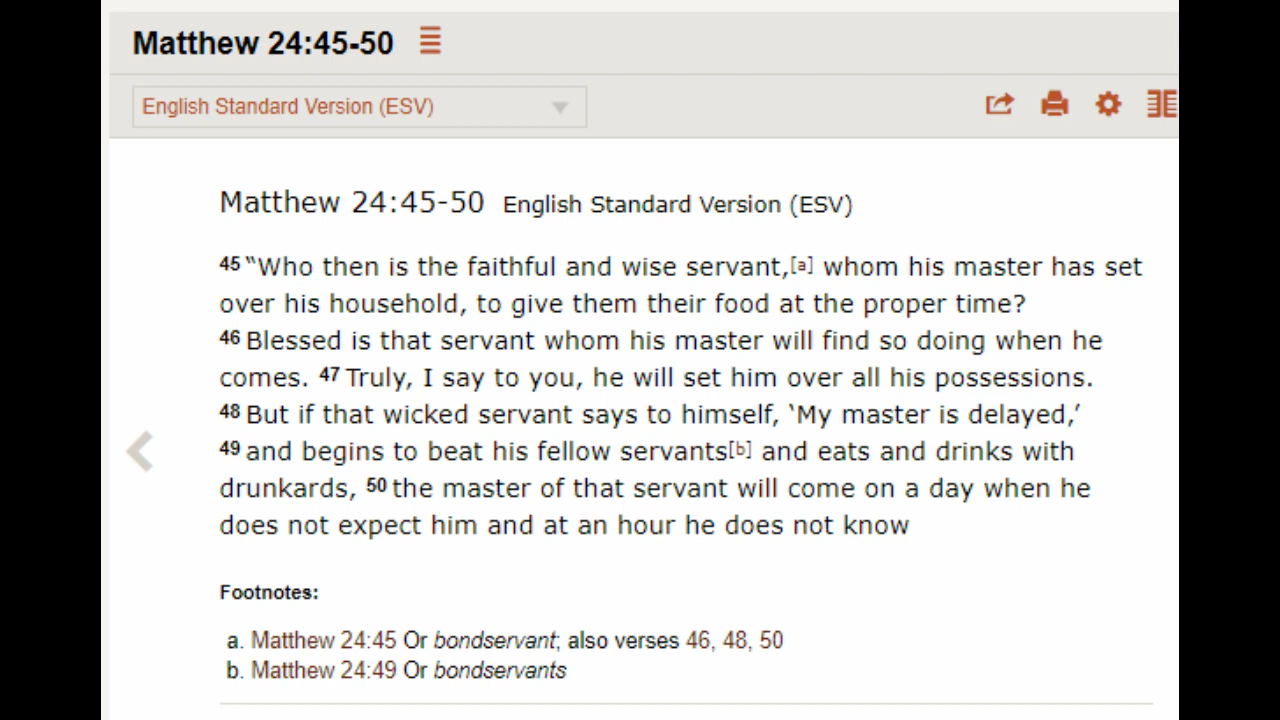 Matthew 24:45-50
English Standard Version (ESV)
Matthew 24:45-50 English Standard Version (ESV)
45 “Who then is the faithful and wise servant,[a] whom his master has set
over his household, to give them their food at the proper time?
46 Blessed is that servant whom his master will find so doing when he
comes. 47 Truly, I say to you, he will set him over all his possessions.
48 But if that wicked servant says to himself, ‘My master is delayed,’
49 and begins to beat his fellow servants[b] and eats and drinks with
drunkards, 50 the master of that servant will come on a day when he
does not expect him and at an hour he does not know
Footnotes:
a. Matthew 24:45 Or bondservant; also verses 46, 48, 50
b. Matthew 24:49 Or bondservants